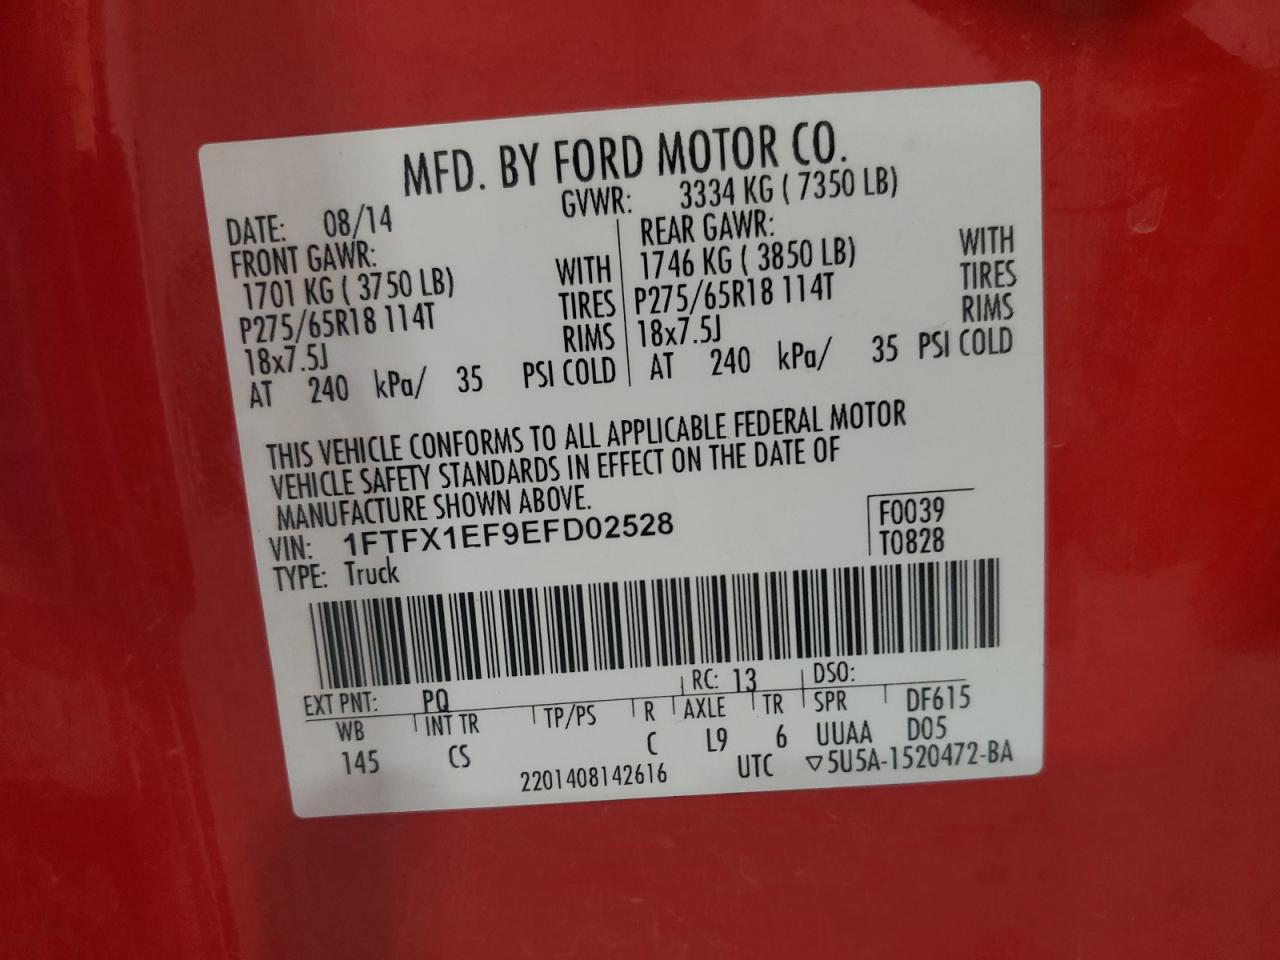 MFD. BY FORD MOTOR CO.
DATE: 08/14 GVWR: 3334 KG ( 7350 LB)
FRONT GAWR: REAR GAWR:
1701 KG ( 3750 LB) WITH 1746 KG ( 3850 LB) WITH
P275/65R18 114T TIRES P275/65R18 114T TIRES
18x7.5J RIMS 18x7.5J RIMS
AT 240 kPa/ 35 PSI COLD AT 240 kPa/ 35 PSI COLD
THIS VEHICLE CONFORMS TO ALL APPLICABLE FEDERAL MOTOR
VEHICLE SAFETY STANDARDS IN EFFECT ON THE DATE OF
MANUFACTURE SHOWN ABOVE.
VIN: 1FTFX1EF9EFD02528 F0039
TYPE: Truck T0828
EXT PNT: PQ RC: 13 DSO:
WB INT TR TP/PS R AXLE TR SPR DF615
145 CS C L9 6 UUAA D05
2201408142616 UTC ▽5U5A-1520472-BA